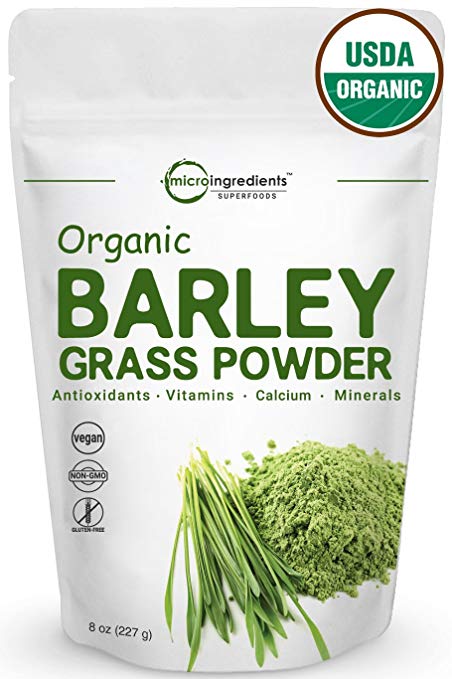 USDA
ORGANIC
microingredients™
SUPERFOODS
Organic
BARLEY
GRASS POWDER
Antioxidants · Vitamins · Calcium · Minerals
vegan
NON-GMO
GLUTEN-FREE
8 oz (227 g)